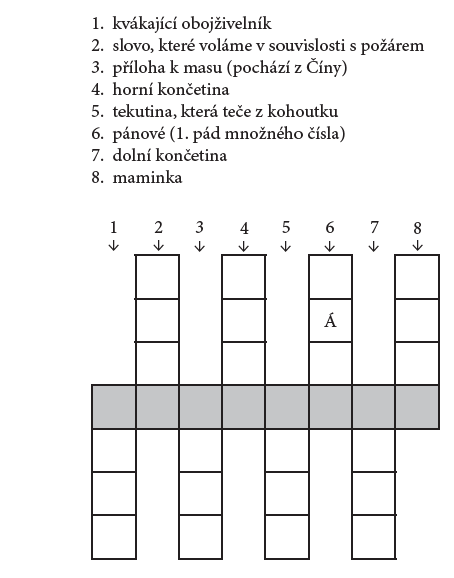 1. kvákající obojživelník
2. slovo, které voláme v souvislosti s požárem
3. příloha k masu (pochází z Číny)
4. horní končetina
5. tekutina, která teče z kohoutku
6. pánové (1. pád množného čísla)
7. dolní končetina
8. maminka
1 2 3 4 5 6 7 8
↓ ↓ ↓ ↓ ↓ ↓ ↓ ↓
Á